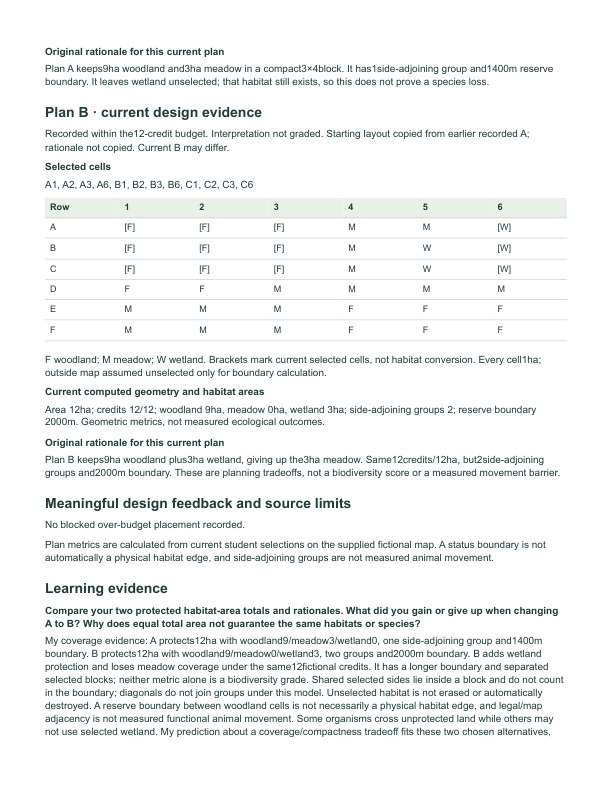 Original rationale for this current plan
Plan A keeps9ha woodland and3ha meadow in a compact3×4block. It has1side-adjoining group and1400m reserve
boundary. It leaves wetland unselected; that habitat still exists, so this does not prove a species loss.
Plan B · current design evidence
Recorded within the12-credit budget. Interpretation not graded. Starting layout copied from earlier recorded A;
rationale not copied. Current B may differ.
Selected cells
A1, A2, A3, A6, B1, B2, B3, B6, C1, C2, C3, C6
Row 1 2 3 4 5 6
A [F] [F] [F] M M [W]
B [F] [F] [F] M W [W]
C [F] [F] [F] M W [W]
D F F M M M M
E M M M F F F
F M M M F F F
F woodland; M meadow; W wetland. Brackets mark current selected cells, not habitat conversion. Every cell1ha;
outside map assumed unselected only for boundary calculation.
Current computed geometry and habitat areas
Area 12ha; credits 12/12; woodland 9ha, meadow 0ha, wetland 3ha; side-adjoining groups 2; reserve boundary
2000m. Geometric metrics, not measured ecological outcomes.
Original rationale for this current plan
Plan B keeps9ha woodland plus3ha wetland, giving up the3ha meadow. Same12credits/12ha, but2side-adjoining
groups and2000m boundary. These are planning tradeoffs, not a biodiversity score or a measured movement barrier.
Meaningful design feedback and source limits
No blocked over-budget placement recorded.
Plan metrics are calculated from current student selections on the supplied fictional map. A status boundary is not
automatically a physical habitat edge, and side-adjoining groups are not measured animal movement.
Learning evidence
Compare your two protected habitat-area totals and rationales. What did you gain or give up when changing
A to B? Why does equal total area not guarantee the same habitats or species?
My coverage evidence: A protects12ha with woodland9/meadow3/wetland0, one side-adjoining group and1400m
boundary. B protects12ha with woodland9/meadow0/wetland3, two groups and2000m. B adds wetland
protection and loses meadow coverage under the same12fictional credits. It has a longer boundary and separated
selected blocks; neither metric alone is a biodiversity grade. Shared selected sides lie inside a block and do not count
in the boundary; diagonals do not join groups under this model. Unselected habitat is not erased or automatically
destroyed. A reserve boundary between woodland cells is not necessarily a physical habitat edge, and legal/map
adjacency is not measured functional animal movement. Some organisms cross unprotected land while others may
not use selected wetland. My prediction about a coverage/compactness tradeoff fits these two chosen alternatives,